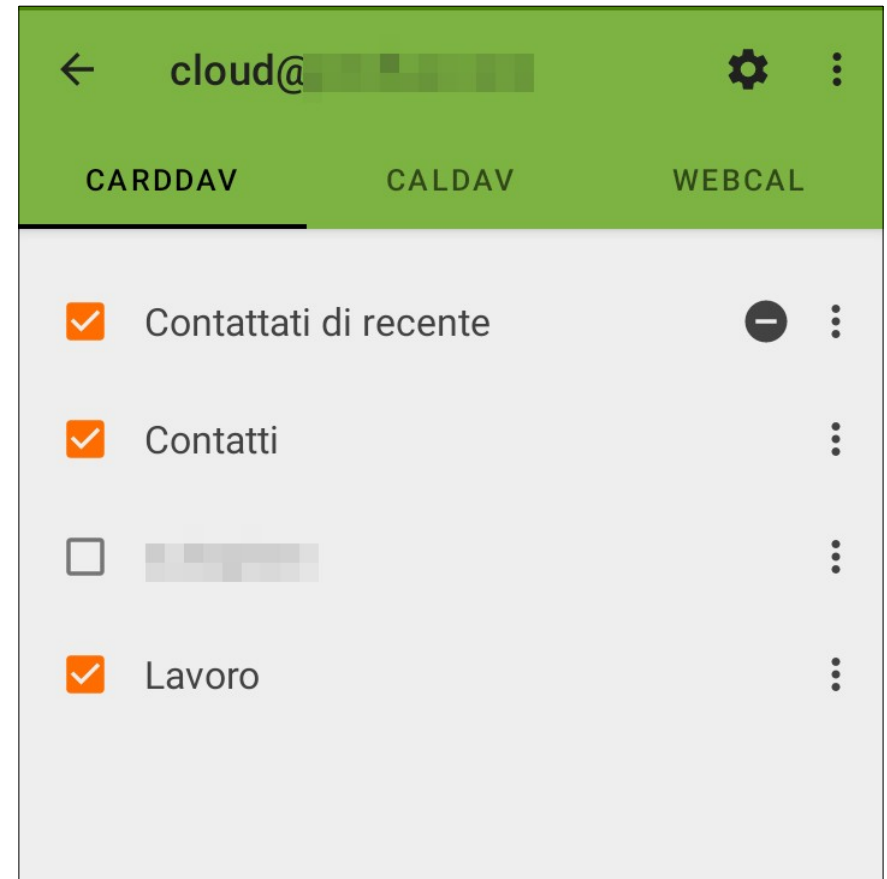 cloud@
CARDDAV CALDAV WEBCAL
Contattati di recente
Contatti
Lavoro